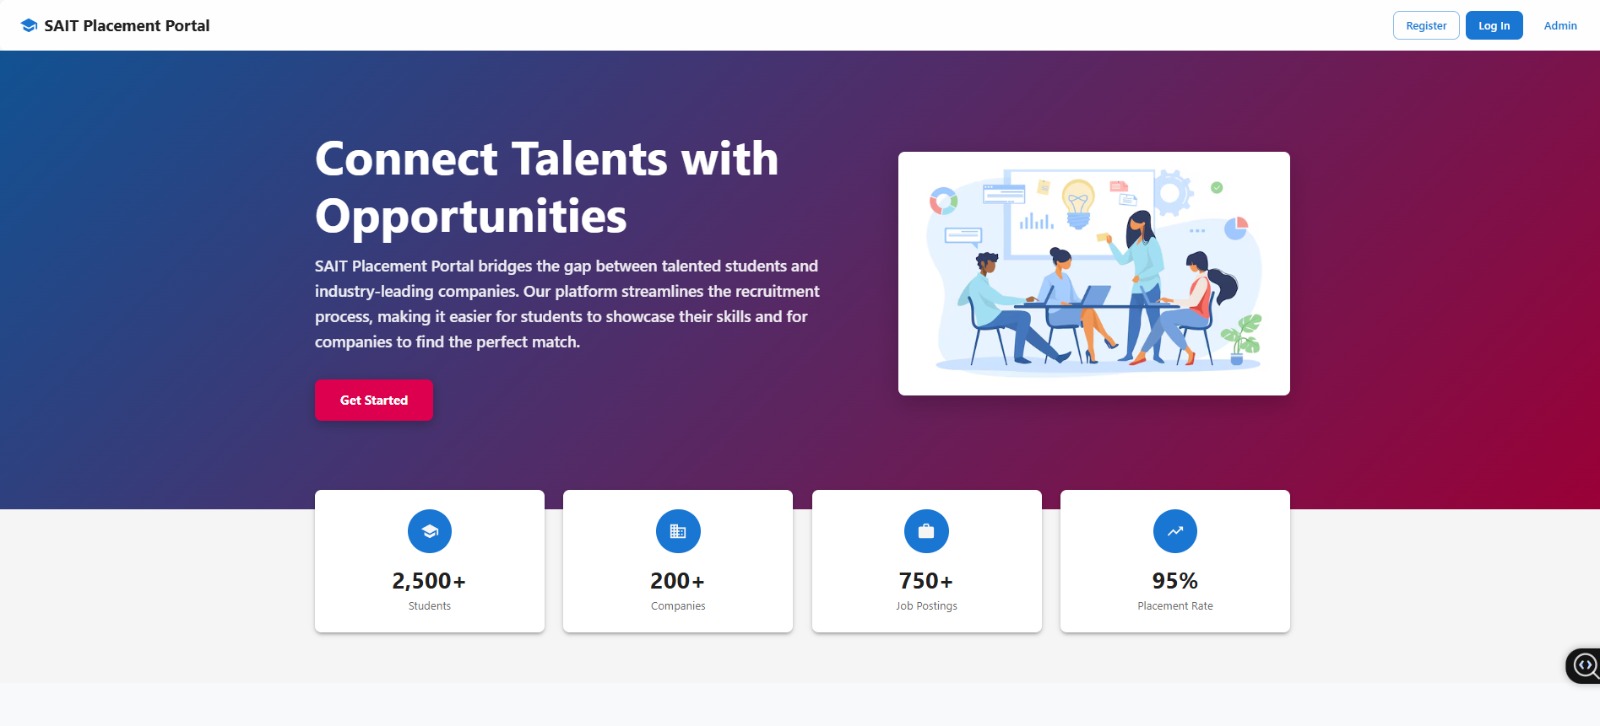 SAIT Placement Portal
Register
Log In
Admin
Connect Talents with
Opportunities
SAIT Placement Portal bridges the gap between talented students and
industry-leading companies. Our platform streamlines the recruitment
process, making it easier for students to showcase their skills and for
companies to find the perfect match.
Get Started
2,500+
Students
200+
Companies
750+
Job Postings
95%
Placement Rate